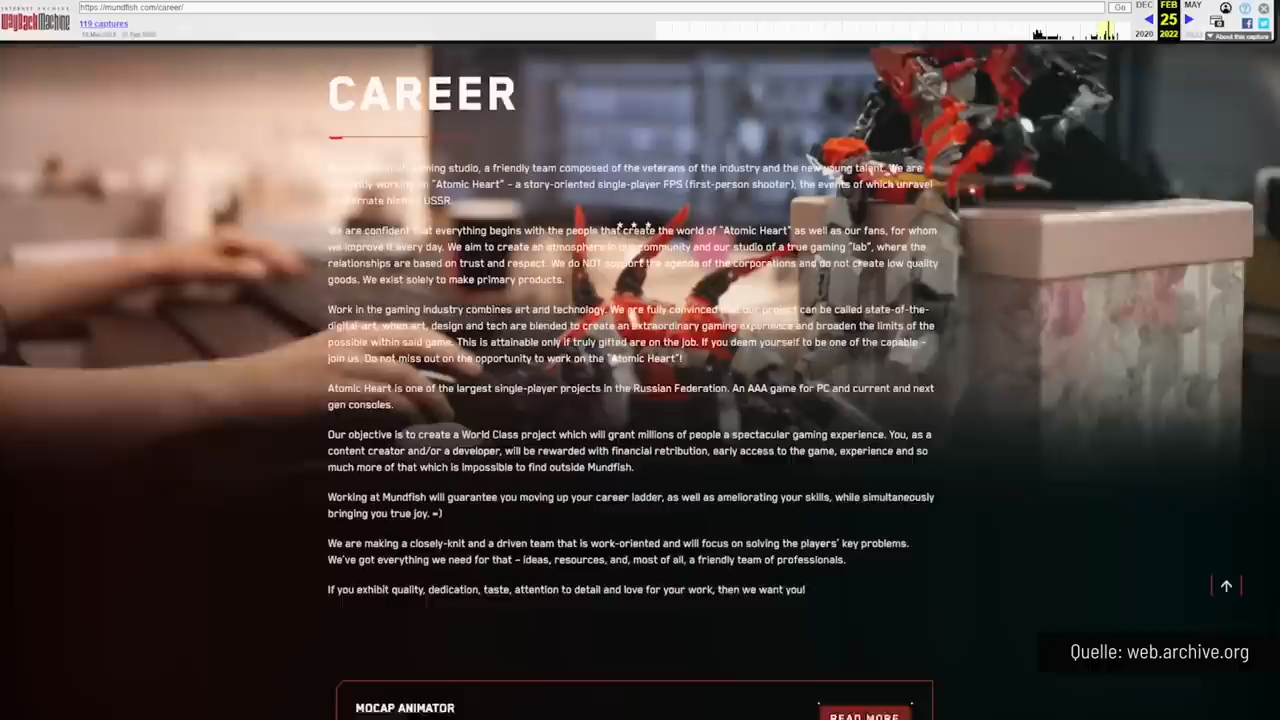 INTERNET ARCHIVE
WayBackMachine
https://mundfish.com/career/
Go
DEC
FEB
MAY
119 captures
25
2020
2022
About this capture
CAREER
gaming studio, a friendly team composed of the veterans of the industry and the new young talent. We are
working on "Atomic Heart" – a story-oriented single-player FPS (first-person shooter), the events of which unravel
USSR.
We are confident that everything begins with the people that create the world of "Atomic Heart" as well as our fans, for whom
we improve it every day. We aim to create an atmosphere in our community and our studio of a true gaming "lab", where the
relationships are based on trust and respect. We do NOT support the agenda of the corporations and do not create low quality
goods. We exist solely to make primary products.
Work in the gaming industry combines art and technology. We are fully convinced that our project can be called state-of-the-
digital-art, when art, design and tech are blended to create an extraordinary gaming experience and broaden the limits of the
possible within said game. This is attainable only if truly gifted are on the job. If you deam yourself to be one of the capable –
join us. Do not miss out on the opportunity to work on the "Atomic Heart"!
Atomic Heart is one of the largest single-player projects in the Russian Federation. An AAA game for PC and current and next
gen consoles.
Our objective is to create a World Class project which will grant millions of people a spectacular gaming experience. You, as a
content creator and/or a developer, will be rewarded with financial retribution, early access to the game, experience and so
much more of that which is impossible to find outside Mundfish.
Working at Mundfish will guarantee you moving up your career ladder, as well as ameliorating your skills, while simultaneously
bringing you true joy. =)
We are making a closely-knit and a driven team that is work-oriented and will focus on solving the players' key problems.
We've got everything we need for that – ideas, resources, and, most of all, a friendly team of professionals.
If you exhibit quality, dedication, taste, attention to detail and love for your work, then we want you!
Quelle: web.archive.org
MOCAP ANIMATOR
READ MORE